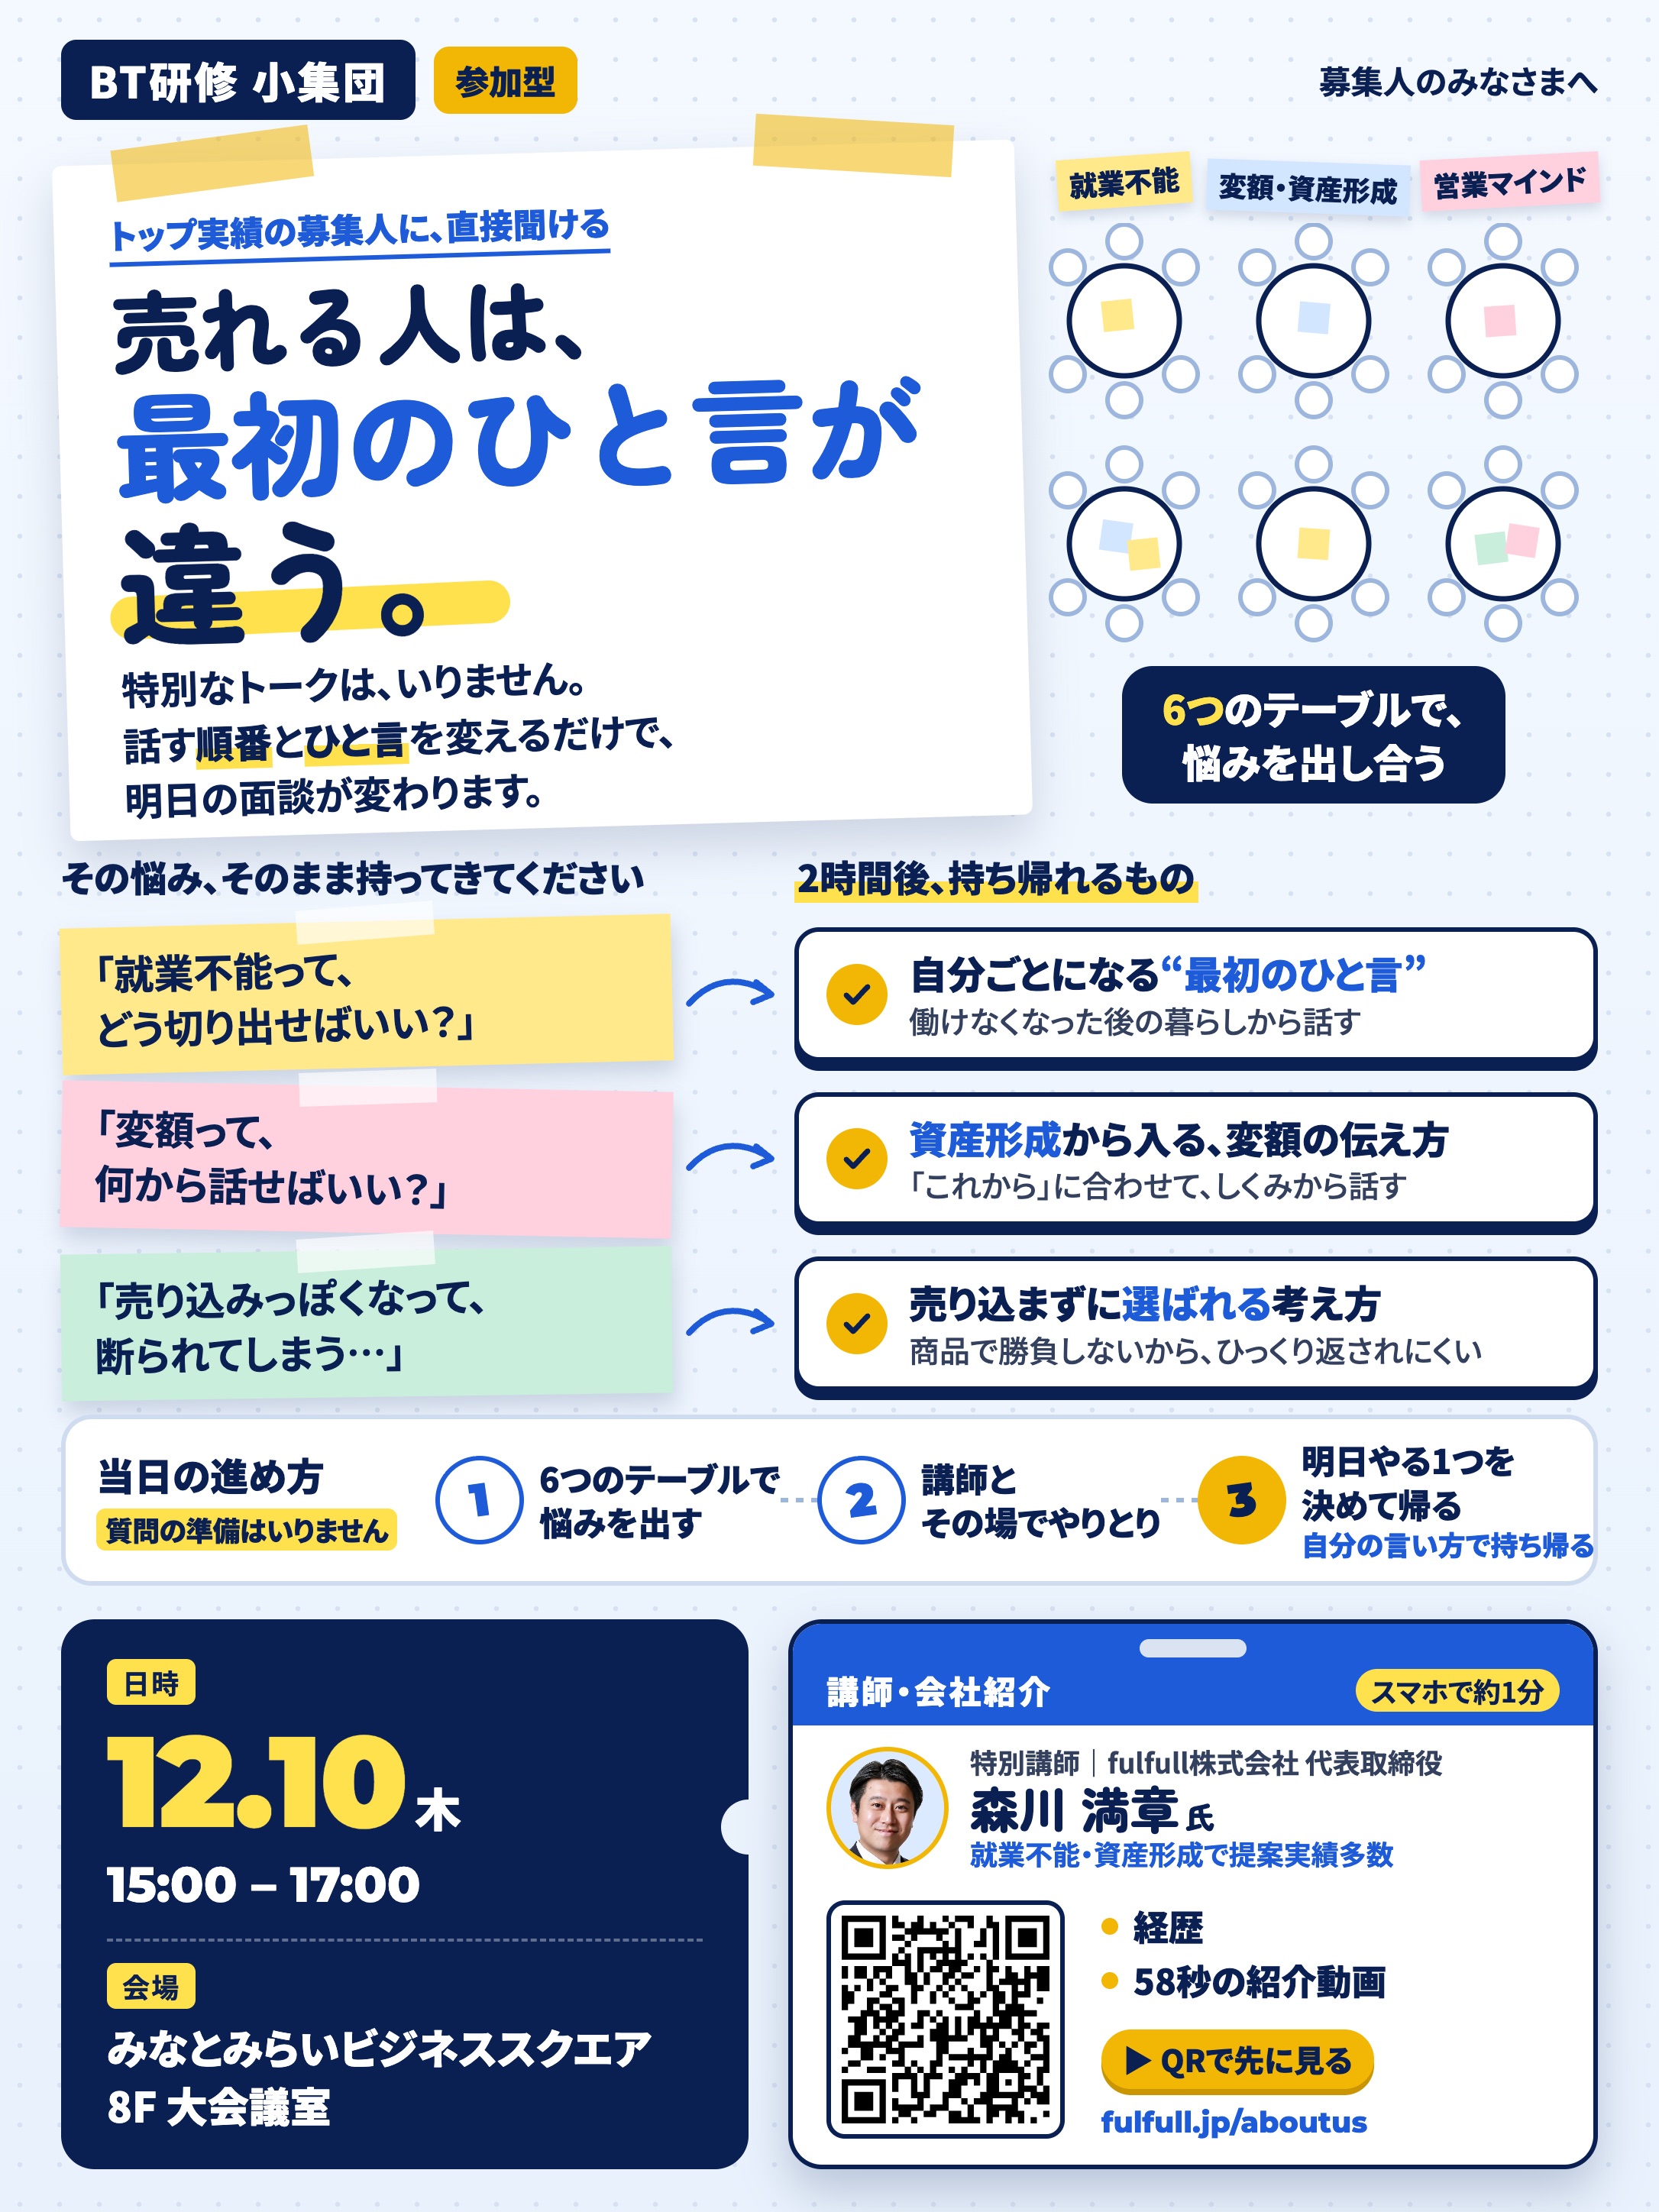 BT研修 小集団
参加型
募集人のみなさまへ
トップ実績の募集人に、直接聞ける
売れる人は、
最初のひと言が
違う。
特別なトークは、いりません。
話す順番とひと言を変えるだけで、
明日の面談が変わります。
就業不能
変額・資産形成
営業マインド
6つのテーブルで、
悩みを出し合う
その悩み、そのまま持ってきてください
「就業不能って、
どう切り出せばいい？」
「変額って、
何から話せばいい？」
「売り込みっぽくなって、
断られてしまう…」
2時間後、持ち帰れるもの
自分ごとになる“最初のひと言”
働けなくなった後の暮らしから話す
資産形成から入る、変額の伝え方
「これから」に合わせて、しくみから話す
売り込まずに選ばれる考え方
商品で勝負しないから、ひっくり返されにくい
当日の進め方
質問の準備はいりません
1
6つのテーブルで
悩みを出す
2
講師と
その場でやりとり
3
明日やる1つを
決めて帰る
自分の言い方で持ち帰る
日時
12.10 木
15:00 – 17:00
会場
みなとみらいビジネススクエア
8F 大会議室
講師・会社紹介
スマホで約1分
特別講師｜fulfull株式会社 代表取締役
森川 満章 氏
就業不能・資産形成で提案実績多数
経歴
58秒の紹介動画
▶ QRで先に見る
fulfull.jp/aboutus